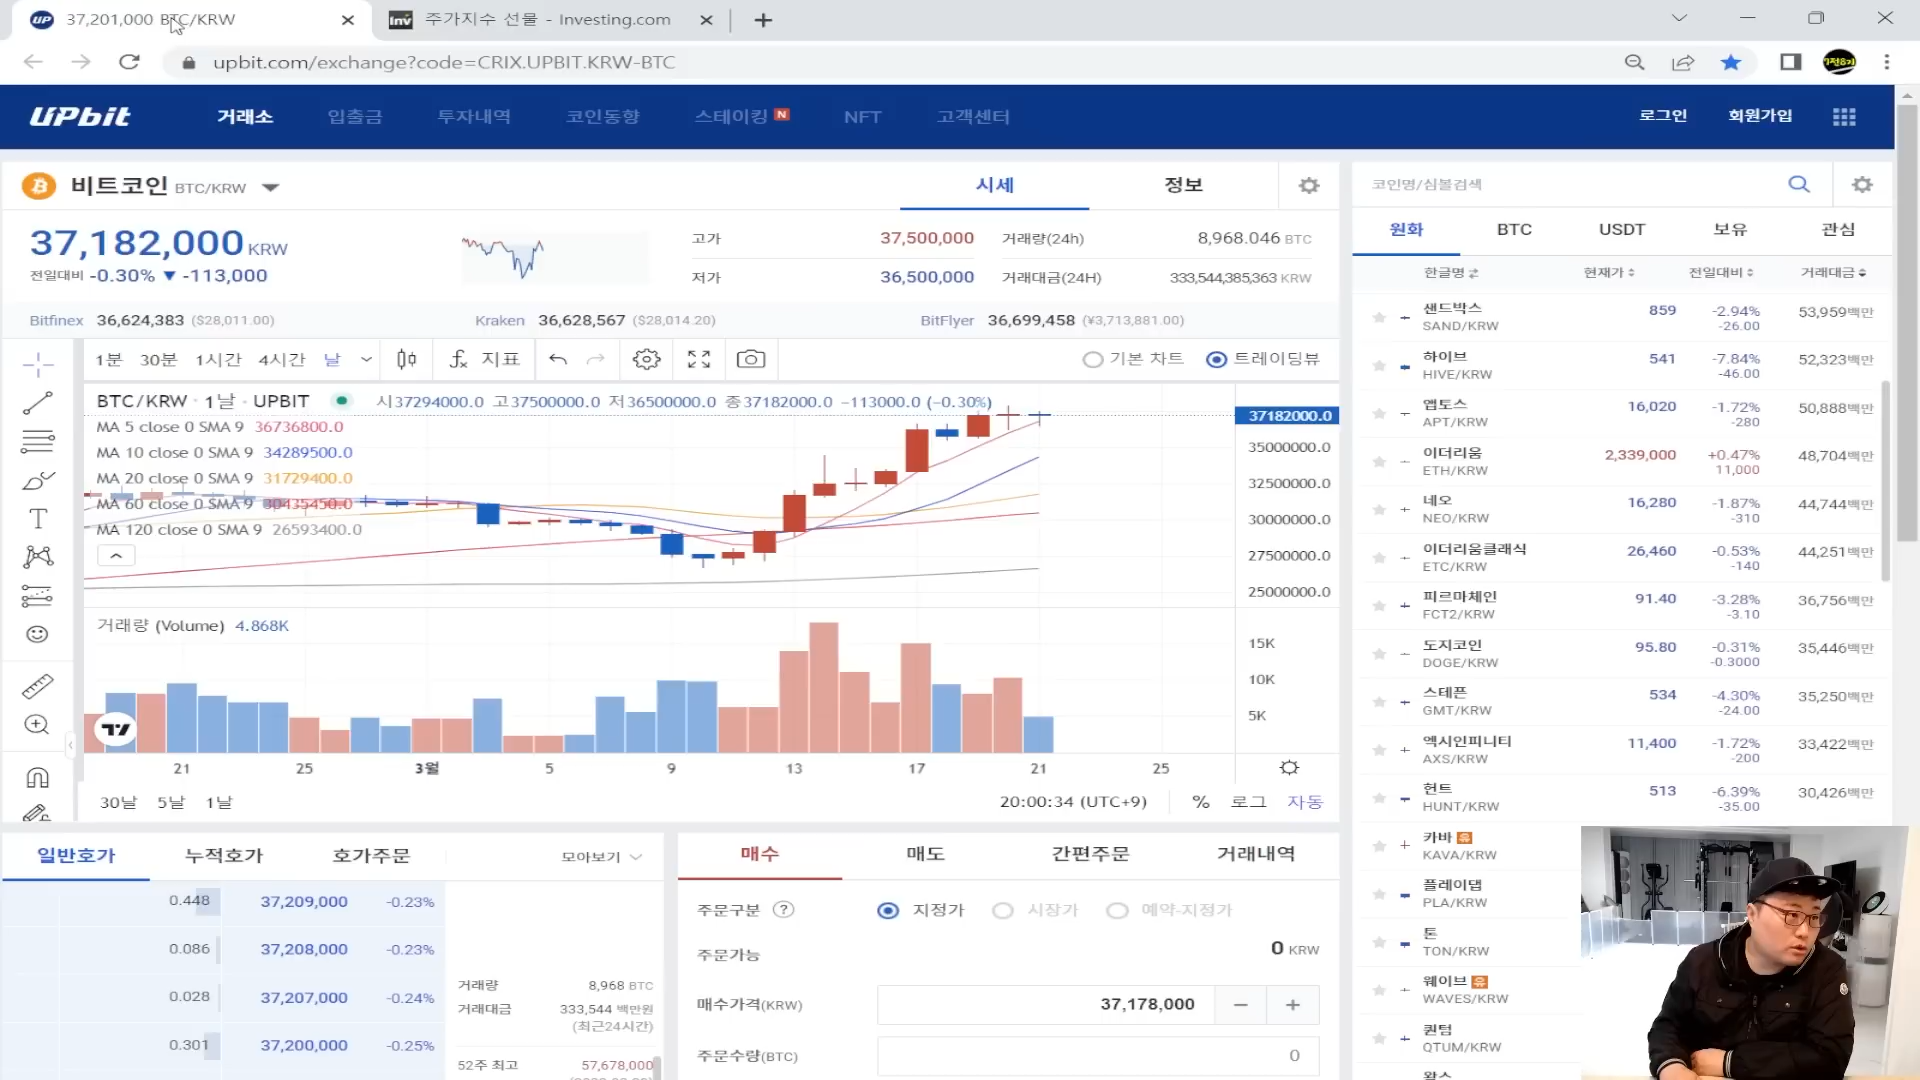 UP 37,201,000 BTC/KRW
Inv 주가지수 선물 - Investing.com
upbit.com/exchange?code=CRIX.UPBIT.KRW-BTC
UPbit 거래소 입출금 투자내역 코인동향 스테이킹 N NFT 고객센터 로그인 회원가입
비트코인 BTC/KRW 시세 정보
37,182,000 KRW
전일대비 -0.30% ▼ -113,000
고가 37,500,000 거래량(24h) 8,968.046 BTC
저가 36,500,000 거래대금(24H) 333,544,385,363 KRW
Bitfinex 36,624,383 ($28,011.00) Kraken 36,628,567 ($28,014.20) BitFlyer 36,699,458 (¥3,713,881.00)
1분 30분 1시간 4시간 날 지표 기본 차트 트레이딩뷰
BTC/KRW · 1날 · UPBIT 시37294000.0 고37500000.0 저36500000.0 종37182000.0 −113000.0 (−0.30%)
MA 5 close 0 SMA 9 36736800.0
MA 10 close 0 SMA 9 34289500.0
MA 20 close 0 SMA 9 31729400.0
MA 60 close 0 SMA 9 30435450.0
MA 120 close 0 SMA 9 26593400.0
37182000.0
35000000.0
32500000.0
30000000.0
27500000.0
25000000.0
거래량 (Volume) 4.868K
15K
10K
5K
21 25 3월 5 9 13 17 21 25
30날 5날 1날 20:00:34 (UTC+9) % 로그 자동
일반호가 누적호가 호가주문 모아보기
0.448 37,209,000 -0.23%
0.086 37,208,000 -0.23%
0.028 37,207,000 -0.24%
0.301 37,200,000 -0.25%
거래량 8,968 BTC
거래대금 333,544 백만원
(최근24시간)
52주 최고 57,678,000
매수 매도 간편주문 거래내역
주문구분 ? 지정가 시장가 예약-지정가
주문가능 0 KRW
매수가격(KRW) 37,178,000 − +
주문수량(BTC) 0
코인명/심볼검색
원화 BTC USDT 보유 관심
한글명 현재가 전일대비 거래대금
샌드박스 859 -2.94% 53,959백만
SAND/KRW -26.00
하이브 541 -7.84% 52,323백만
HIVE/KRW -46.00
앱토스 16,020 -1.72% 50,888백만
APT/KRW -280
이더리움 2,339,000 +0.47% 48,704백만
ETH/KRW 11,000
네오 16,280 -1.87% 44,744백만
NEO/KRW -310
이더리움클래식 26,460 -0.53% 44,251백만
ETC/KRW -140
피르마체인 91.40 -3.28% 36,756백만
FCT2/KRW -3.10
도지코인 95.80 -0.31% 35,446백만
DOGE/KRW -0.3000
스테픈 534 -4.30% 35,250백만
GMT/KRW -24.00
엑시인피니티 11,400 -1.72% 33,422백만
AXS/KRW -200
헌트 513 -6.39% 30,426백만
HUNT/KRW -35.00
카바 유
KAVA/KRW
플레이댑
PLA/KRW
톤
TON/KRW
웨이브 유
WAVES/KRW
퀀텀
QTUM/KRW